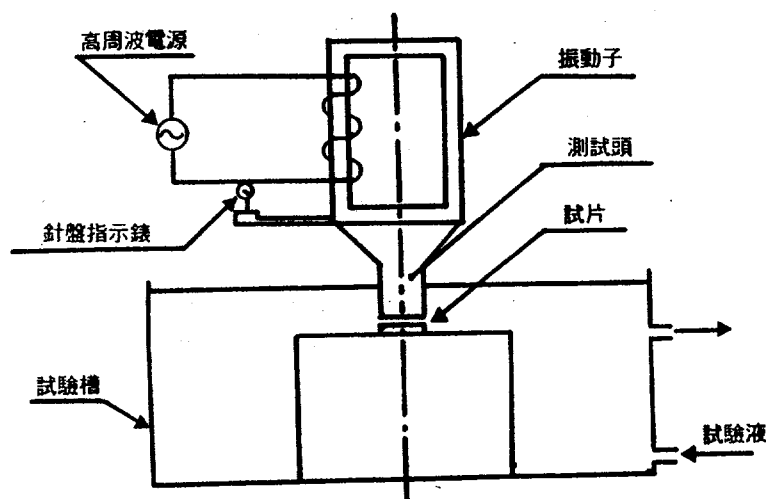 高周波電源
振動子
測試頭
針盤指示錶
試片
試驗槽
試驗液